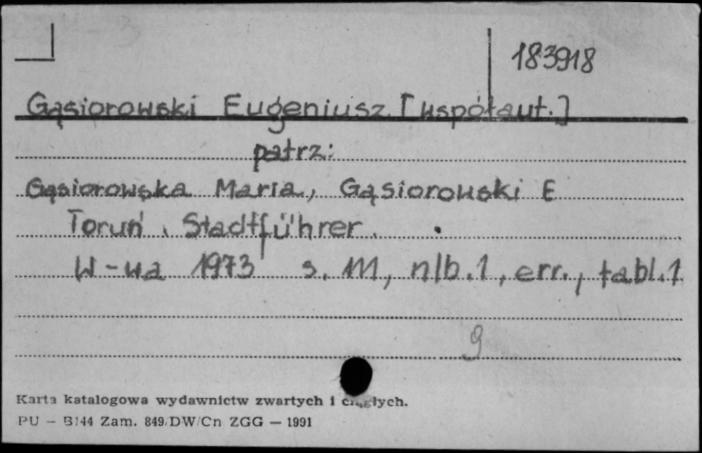 183918
Gąsiorowski Eugeniusz [współaut.]
patrz:
Gąsiorowska Maria, Gąsiorowski E
Toruń. Stadtführer.
W-wa 1973 s. 111, nlb. 1, err., tabl. 1
9
Karta katalogowa wydawnictw zwartych i ciągłych.
PU — B144 Zam. 849/DW/Cn ZGG — 1991